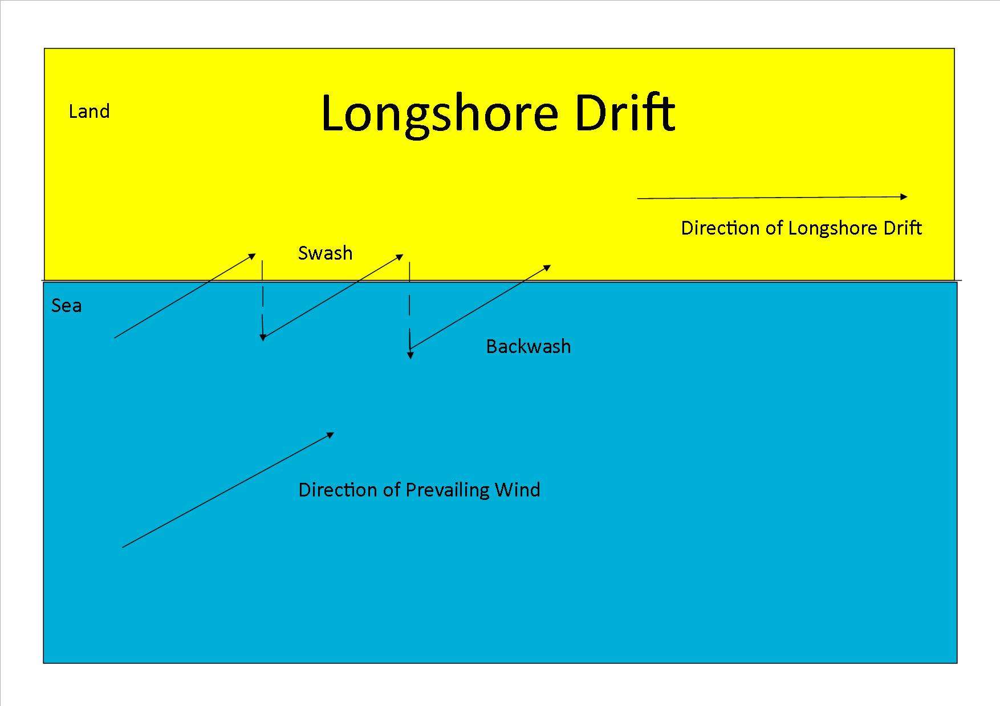 Longshore Drift
Land
Direction of Longshore Drift
Swash
Sea
Backwash
Direction of Prevailing Wind